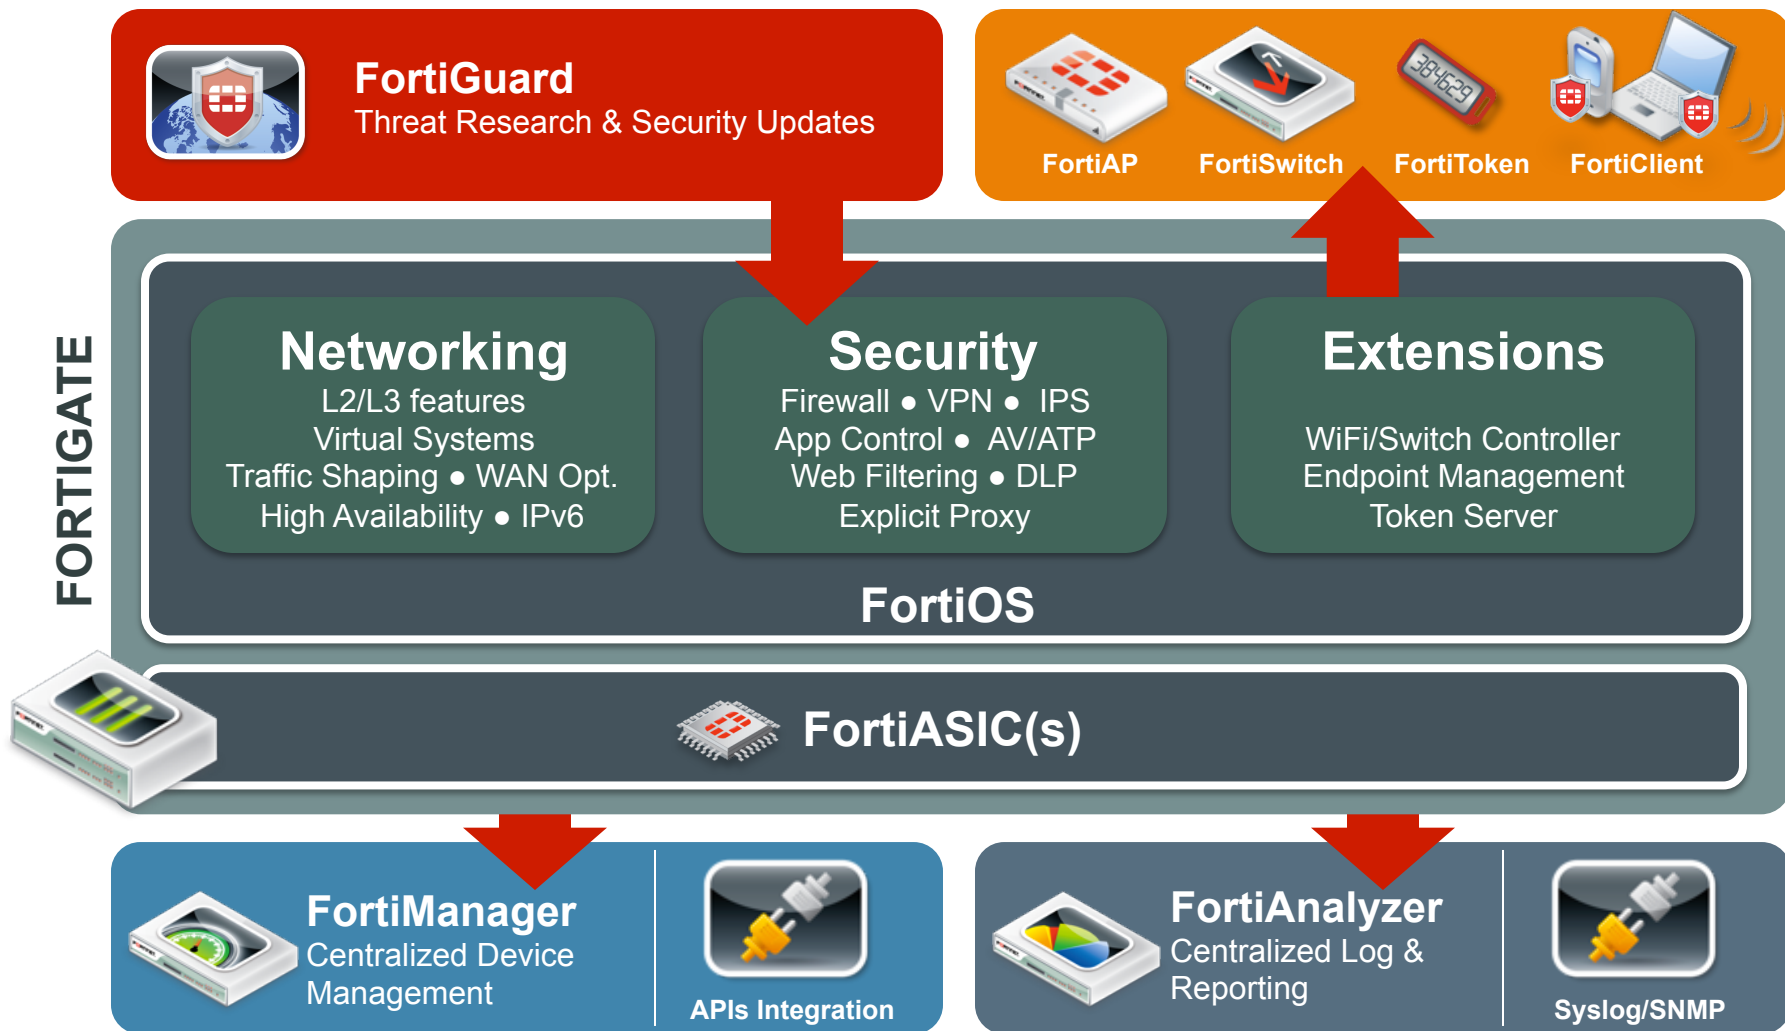 FortiGuard
Threat Research & Security Updates
384629
FortiAP
FortiSwitch
FortiToken
FortiClient
FORTIGATE
Networking
L2/L3 features
Virtual Systems
Traffic Shaping ● WAN Opt.
High Availability ● IPv6
Security
Firewall ● VPN ● IPS
App Control ● AV/ATP
Web Filtering ● DLP
Explicit Proxy
Extensions
WiFi/Switch Controller
Endpoint Management
Token Server
FortiOS
FortiASIC(s)
FortiManager
Centralized Device
Management
APIs Integration
FortiAnalyzer
Centralized Log &
Reporting
Syslog/SNMP